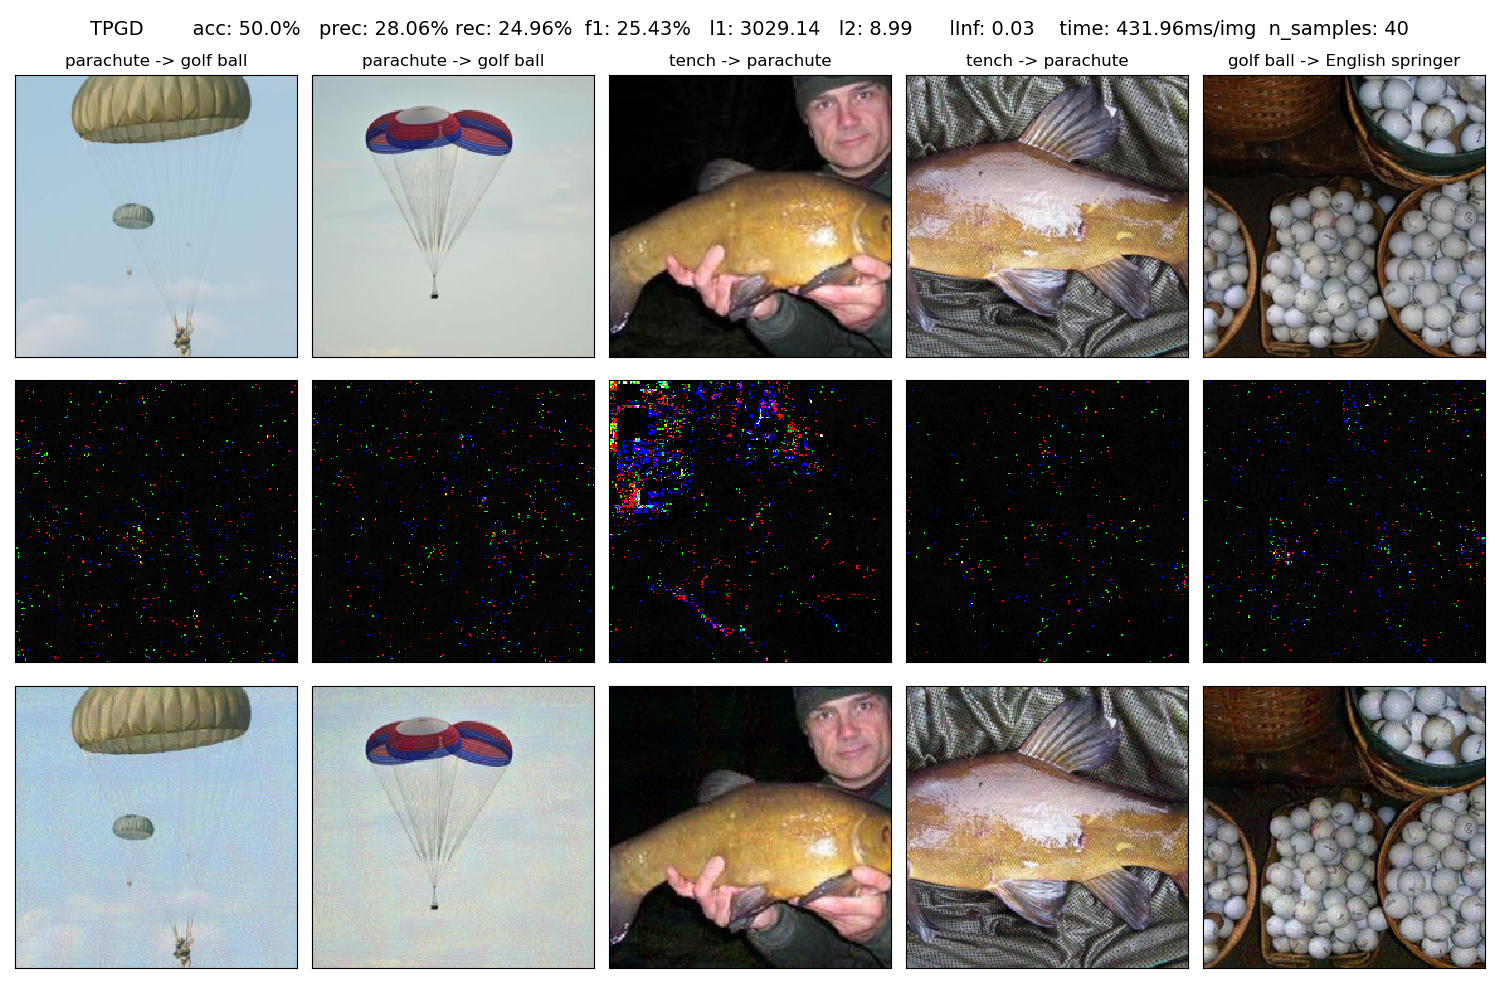 TPGD acc: 50.0% prec: 28.06% rec: 24.96% f1: 25.43% l1: 3029.14 l2: 8.99 lInf: 0.03 time: 431.96ms/img n_samples: 40
parachute -> golf ball
parachute -> golf ball
tench -> parachute
tench -> parachute
golf ball -> English springer